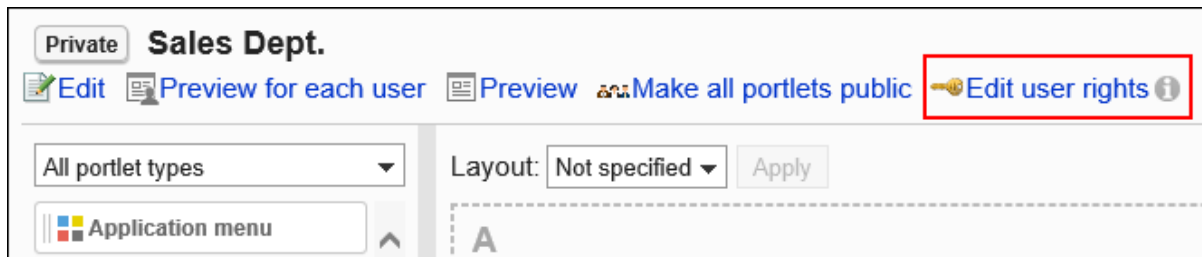 Private Sales Dept.
Edit Preview for each user Preview Make all portlets public Edit user rights
All portlet types Layout: Not specified Apply
Application menu A